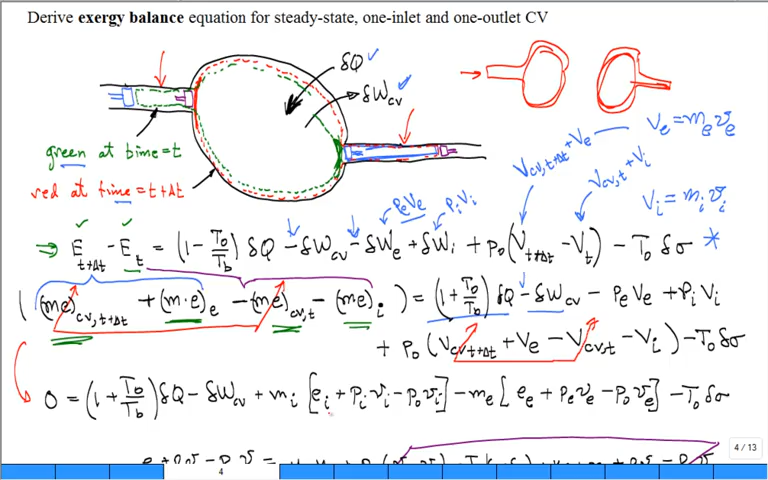 Derive exergy balance equation for steady-state, one-inlet and one-outlet CV
δQ ✓
δW_cv ✓
V_e = m_e v_e
green at time = t
red at time = t+Δt
V_cv,t+Δt + V_e
V_cv,t + V_i
V_i = m_i v_i
P_e V_e
P_i V_i
⇒ E_t+Δt - E_t = (1 - T_0/T_b) δQ - δW_cv - δW_e + δW_i + P_0 (V_t+Δt - V_t) - T_0 δσ *
( (me)_cv,t+Δt + (m·e)_e - (me)_cv,t - (me)_i ) = (1 + T_0/T_b) δQ - δW_cv - P_e V_e + P_i V_i
+ P_0 (V_cv,t+Δt + V_e - V_cv,t - V_i) - T_0 δσ
0 = (1 + T_0/T_b) δQ - δW_cv + m_i [e_i + P_i v_i - P_0 v_i] - m_e [e_e + P_e v_e - P_0 v_e] - T_0 δσ
4 / 13
4